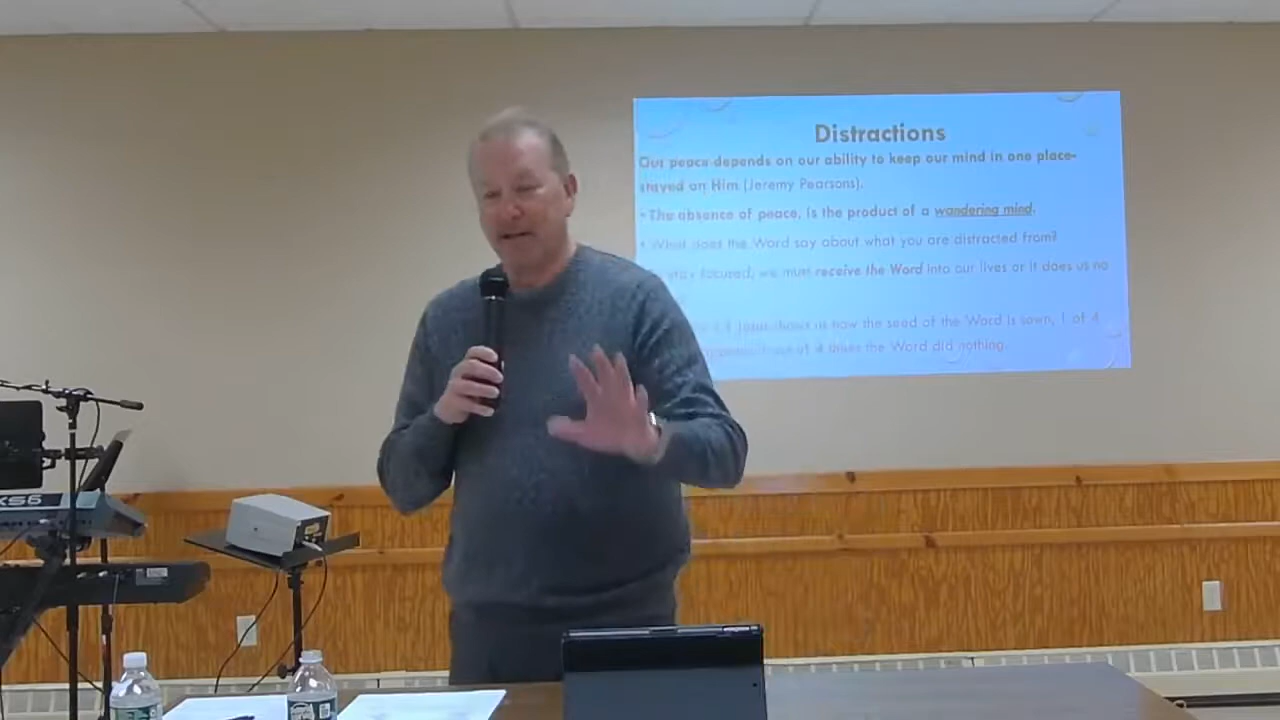 Distractions
Our peace depends on our ability to keep our mind in one place-
stayed on Him (Jeremy Pearsons).
•The absence of peace, is the product of a wandering mind.
• What does the Word say about what you are distracted from?
stay focused, we must receive the Word into our lives or it does us no
Jesus shows us how the seed of the Word is sown, 1 of 4
of 4 times the Word did nothing.
KS6